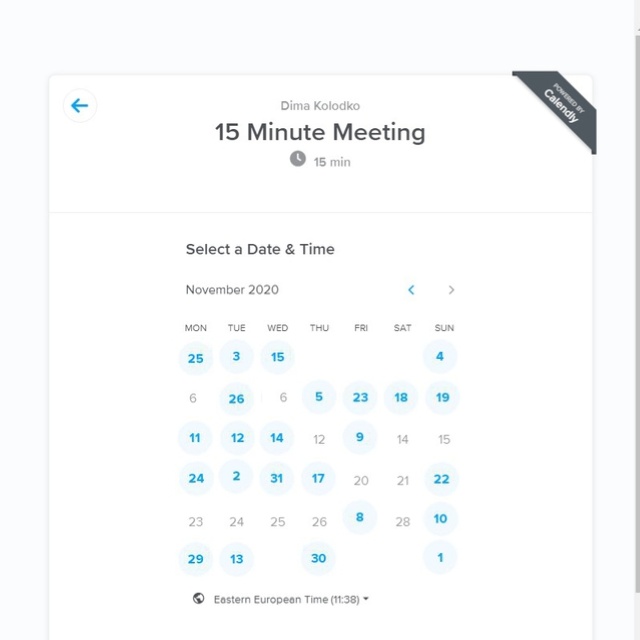 POWERED BY
Calendly
Dima Kolodko
15 Minute Meeting
15 min
Select a Date & Time
November 2020
MON TUE WED THU FRI SAT SUN
25 3 15 4
6 26 6 5 23 18 19
11 12 14 12 9 14 15
24 2 31 17 20 21 22
23 24 25 26 8 28 10
29 13 30 1
Eastern European Time (11:38)